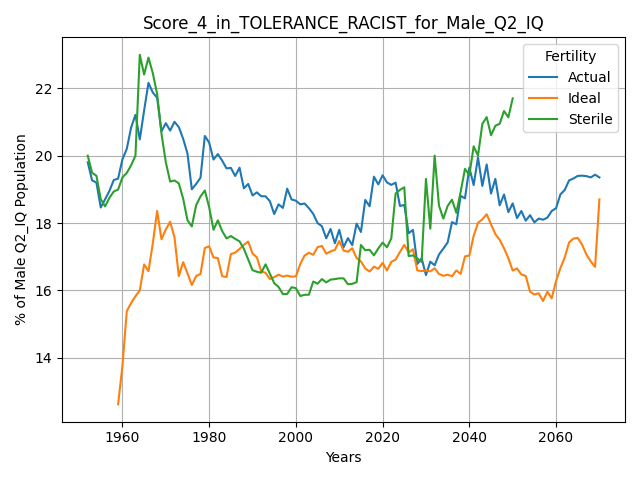 Score_4_in_TOLERANCE_RACIST_for_Male_Q2_IQ
Fertility
Actual
Ideal
Sterile
% of Male Q2_IQ Population
22
20
18
16
14
1960
1980
2000
2020
2040
2060
Years